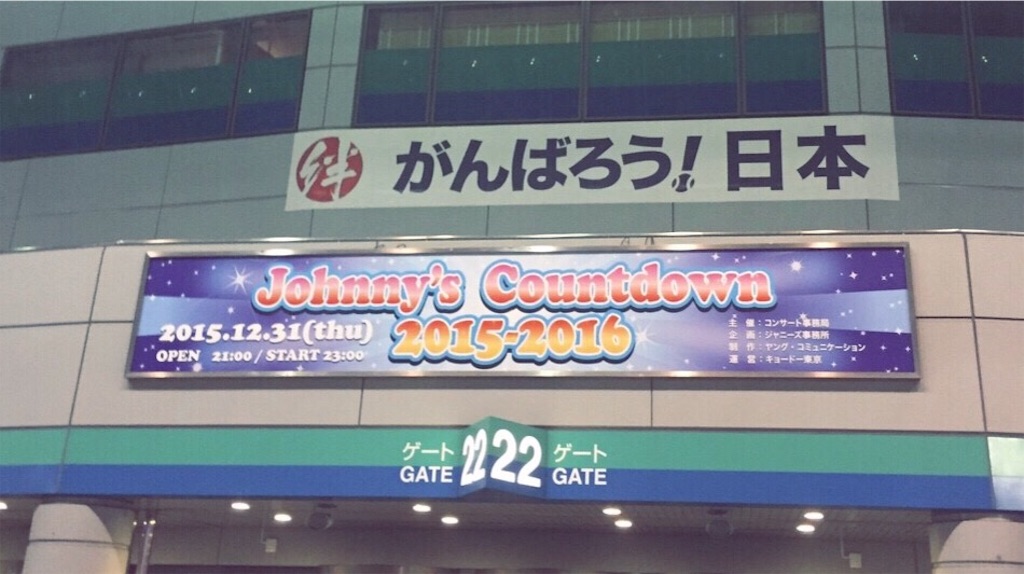 絆 がんばろう!日本
Johnny's Countdown
2015-2016
2015.12.31(thu)
OPEN 21:00 / START 23:00
主 催:コンサート事務局
企 画:ジャニーズ事務所
制 作:ヤング・コミュニケーション
運 営:キョードー東京
ゲート 22 22 ゲート
GATE GATE